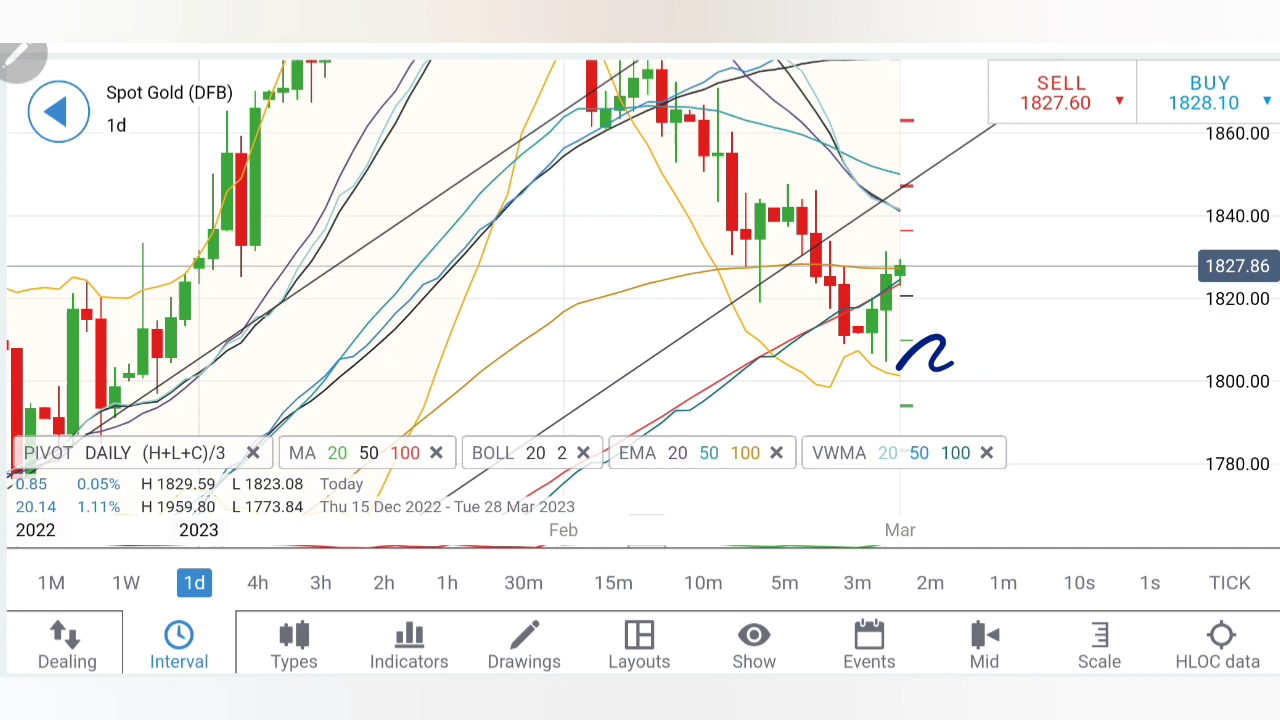 Spot Gold (DFB)
1d
SELL
1827.60
BUY
1828.10
1860.00
1840.00
1827.86
1820.00
1800.00
1780.00
PIVOT DAILY (H+L+C)/3
MA 20 50 100
BOLL 20 2
EMA 20 50 100
VWMA 20 50 100
0.85 0.05% H 1829.59 L 1823.08 Today
20.14 1.11% H 1959.80 L 1773.84 Thu 15 Dec 2022 - Tue 28 Mar 2023
2022 2023 Feb Mar
1M 1W 1d 4h 3h 2h 1h 30m 15m 10m 5m 3m 2m 1m 10s 1s TICK
Dealing Interval Types Indicators Drawings Layouts Show Events Mid Scale HLOC data